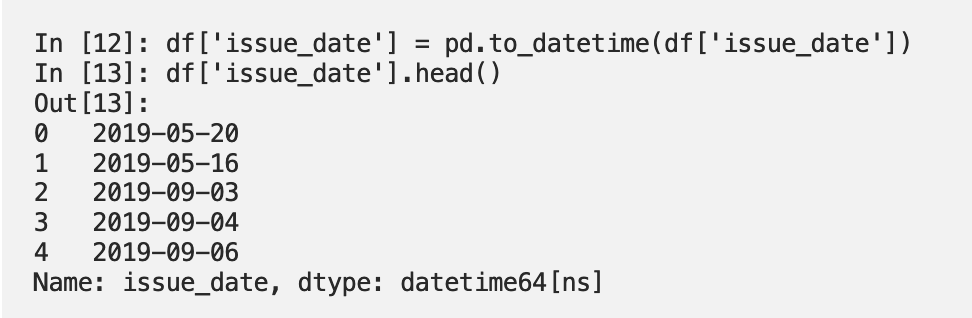 In [12]: df['issue_date'] = pd.to_datetime(df['issue_date'])
In [13]: df['issue_date'].head()
Out[13]:
0   2019-05-20
1   2019-05-16
2   2019-09-03
3   2019-09-04
4   2019-09-06
Name: issue_date, dtype: datetime64[ns]